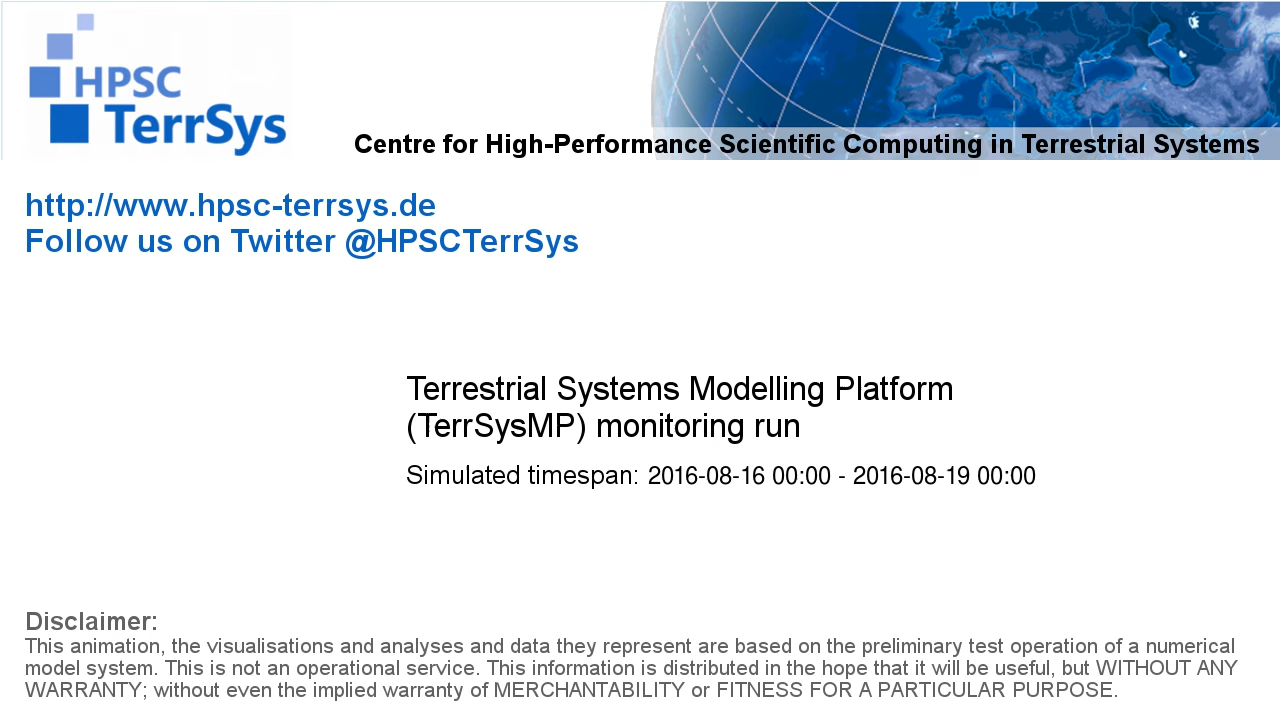 HPSC
TerrSys
Centre for High-Performance Scientific Computing in Terrestrial Systems
http://www.hpsc-terrsys.de
Follow us on Twitter @HPSCTerrSys
Terrestrial Systems Modelling Platform
(TerrSysMP) monitoring run
Simulated timespan: 2016-08-16 00:00 - 2016-08-19 00:00
Disclaimer:
This animation, the visualisations and analyses and data they represent are based on the preliminary test operation of a numerical
model system. This is not an operational service. This information is distributed in the hope that it will be useful, but WITHOUT ANY
WARRANTY; without even the implied warranty of MERCHANTABILITY or FITNESS FOR A PARTICULAR PURPOSE.